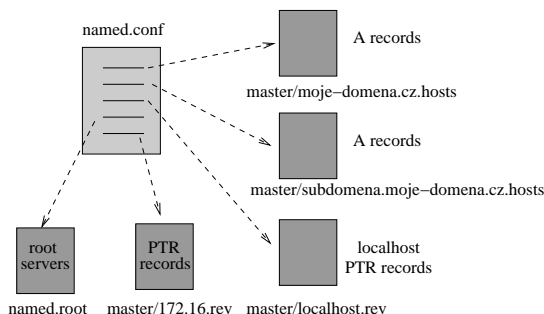 named.conf
A records
master/moje-domena.cz.hosts
A records
master/subdomena.moje-domena.cz.hosts
root
servers
PTR
records
localhost
PTR records
named.root
master/172.16.rev
master/localhost.rev